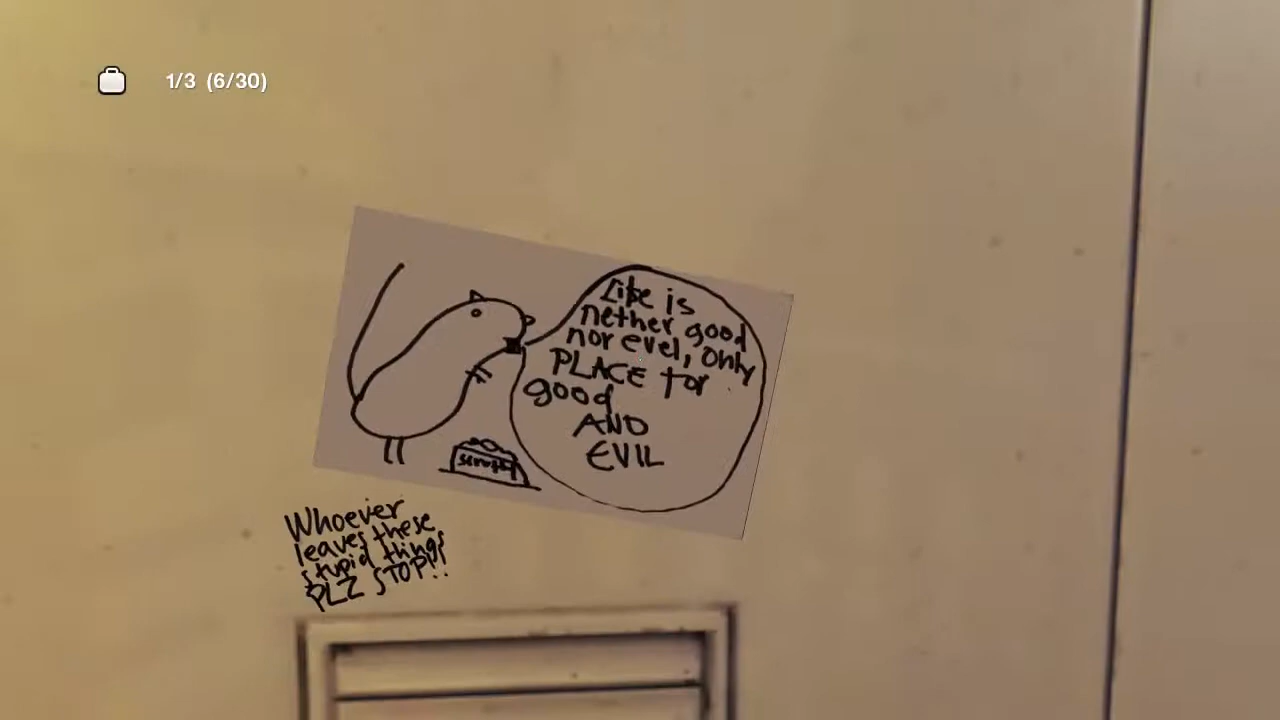 1/3 (6/30)
Life is
nether good
nor evel, only
PLACE for
good
AND
EVIL
Whoever
leaves these
stupid things
PLZ STOP!!